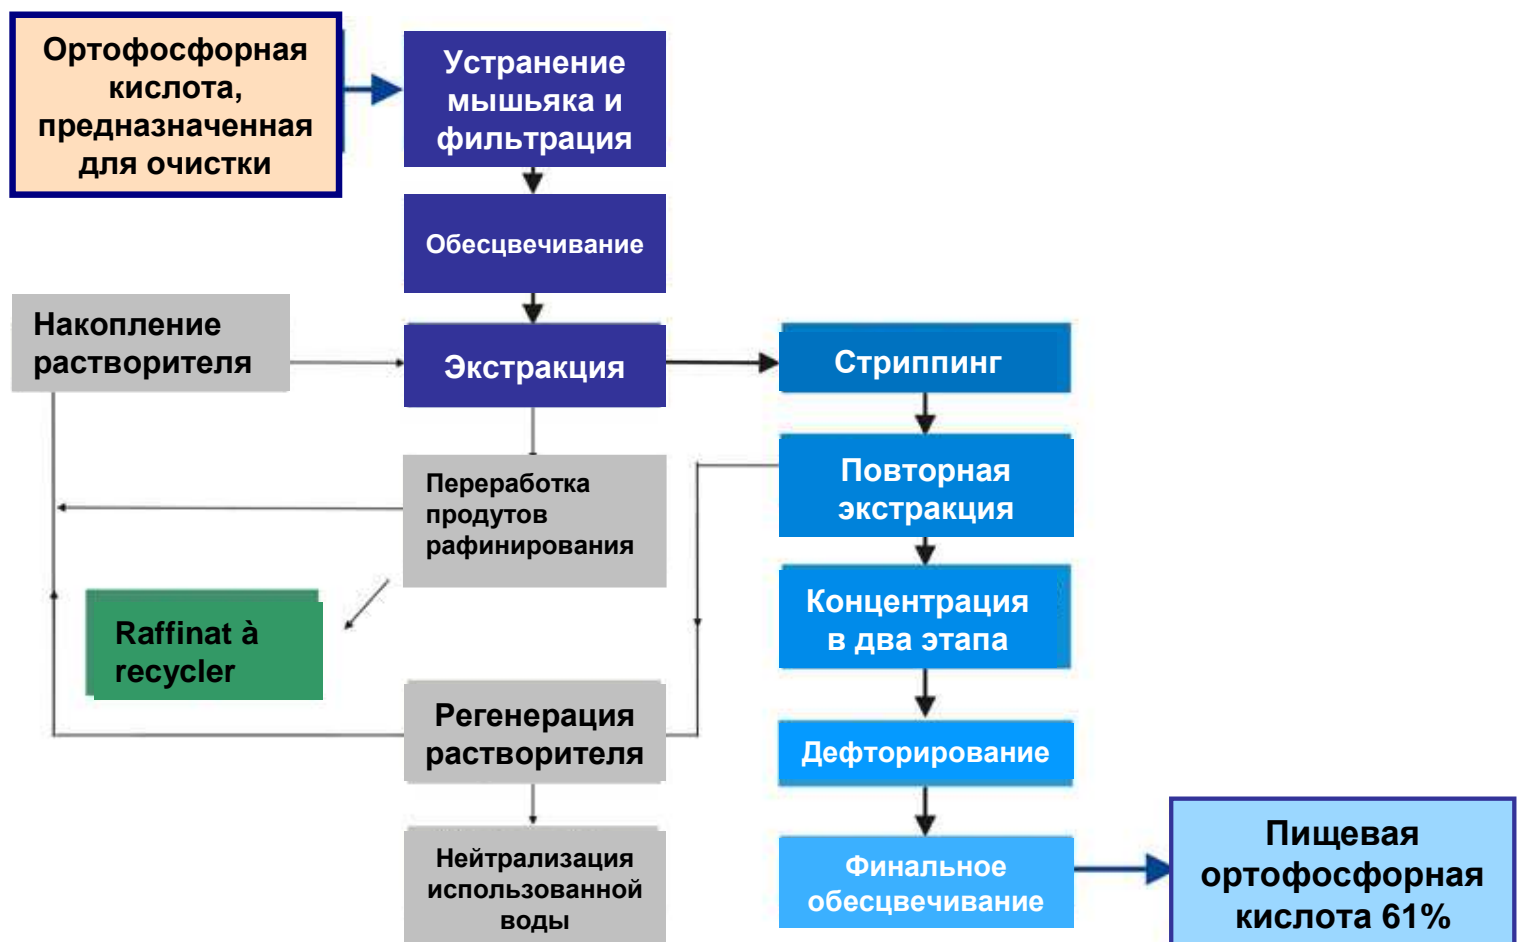 Ортофосфорная
кислота,
предназначенная
для очистки
Устранение
мышьяка и
фильтрация
Обесцвечивание
Накопление
растворителя
Экстракция
Стриппинг
Переработка
продутов
рафинирования
Повторная
экстракция
Raffinat à
recycler
Концентрация
в два этапа
Регенерация
растворителя
Дефторирование
Нейтрализация
использованной
воды
Финальное
обесцвечивание
Пищевая
ортофосфорная
кислота 61%